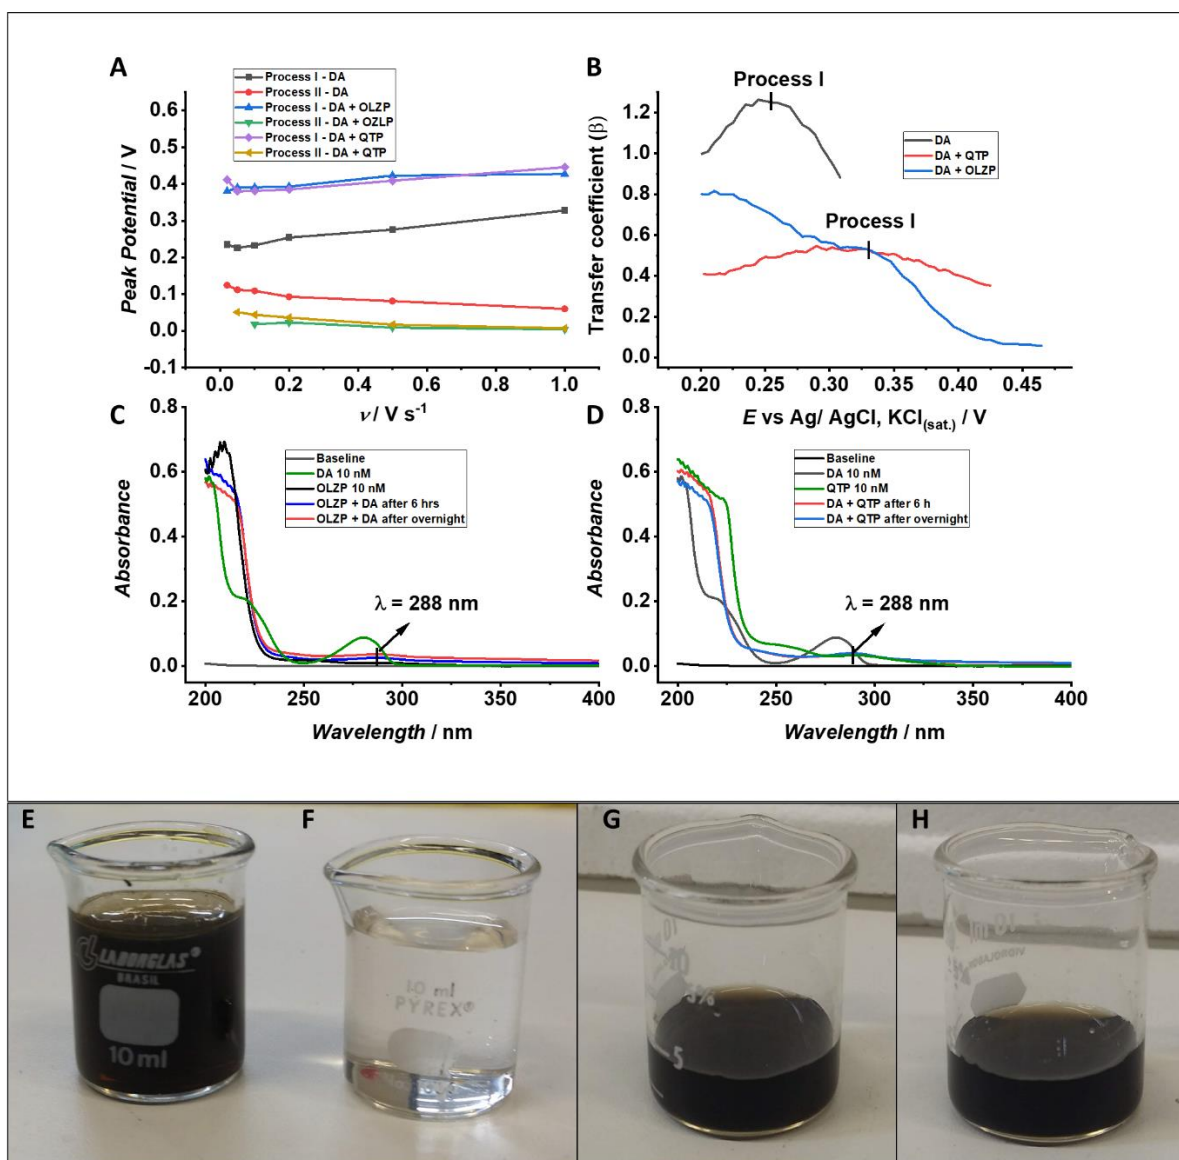 A
Process I - DA
Process II - DA
Process I - DA + OLZP
Process II - DA + OZLP
Process I - DA + QTP
Process II - DA + QTP
0.6
0.5
0.4
0.3
0.2
0.1
0.0
-0.1
Peak Potential / V
0.0 0.2 0.4 0.6 0.8 1.0
ν / V s⁻¹
B
Process I
Process I
DA
DA + QTP
DA + OLZP
1.2
1.0
0.8
0.6
0.4
0.2
0.0
Transfer coefficient (β)
0.20 0.25 0.30 0.35 0.40 0.45
E vs Ag/ AgCl, KCl(sat.) / V
C
Baseline
DA 10 nM
OLZP 10 nM
OLZP + DA after 6 hrs
OLZP + DA after overnight
λ = 288 nm
0.8
0.6
0.4
0.2
0.0
Absorbance
200 250 300 350 400
Wavelength / nm
D
Baseline
DA 10 nM
QTP 10 nM
DA + QTP after 6 h
DA + QTP after overnight
λ = 288 nm
0.8
0.6
0.4
0.2
0.0
Absorbance
200 250 300 350 400
Wavelength / nm
E
LABORGLAS®
BRASIL
10 ml
F
10 ml
PYREX®
G
10
5%
5
H
10 ml